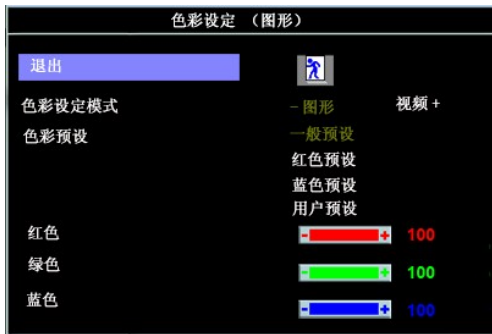 色彩设定 （图形）
退出
色彩设定模式 －图形 视频＋
色彩预设 一般预设
红色预设
蓝色预设
用户预设
红色 - + 100
绿色 - + 100
蓝色 - + 100